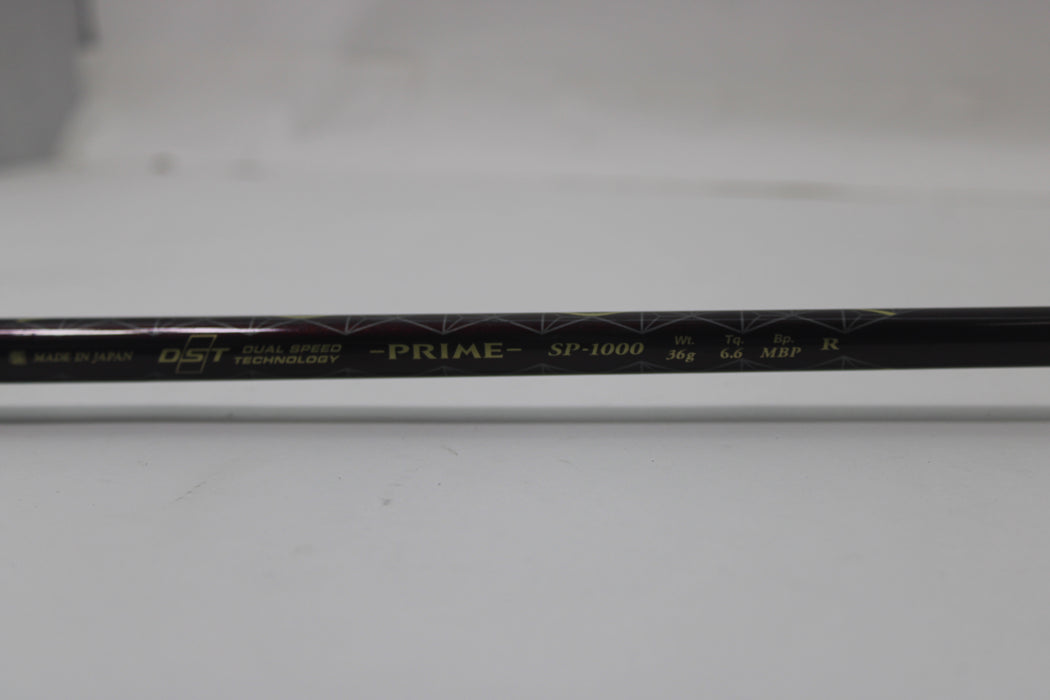 MADE IN JAPAN
DST
DUAL SPEED
TECHNOLOGY
-PRIME-
SP-1000
Wt.
36g
Tq.
6.6
Bp.
MBP
R